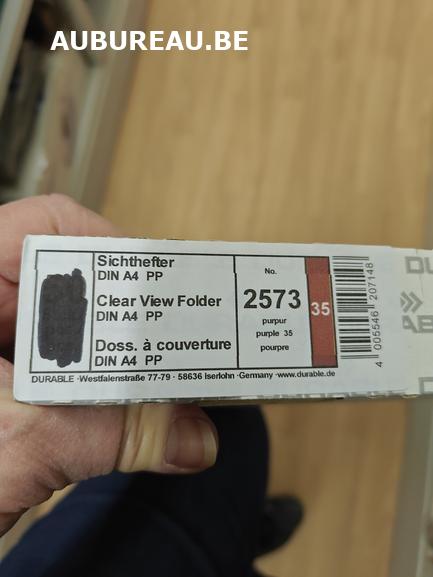 AUBUREAU.BE
Sichthefter
DIN A4 PP
Clear View Folder
DIN A4 PP
Doss. à couverture
DIN A4 PP
No.
2573
purpur
purple 35
pourpre
35
4 005546 207148
DURABLE ·Westfalenstraße 77-79 · 58636 Iserlohn ·Germany ·www.durable.de